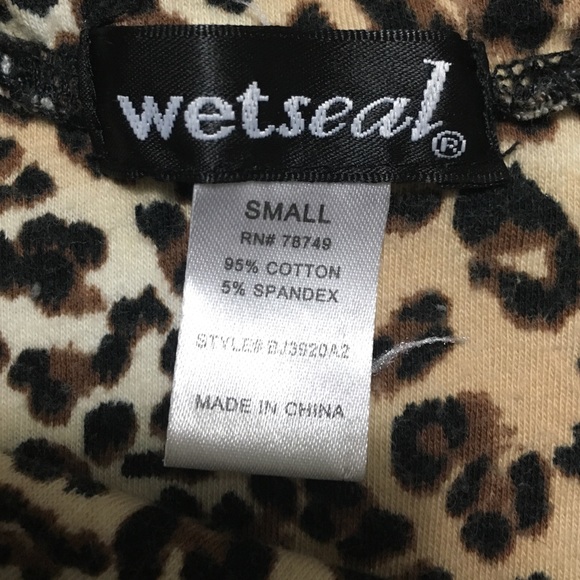 wetseal®
SMALL
RN# 78749
95% COTTON
5% SPANDEX
STYLE# BJ3920A2
MADE IN CHINA